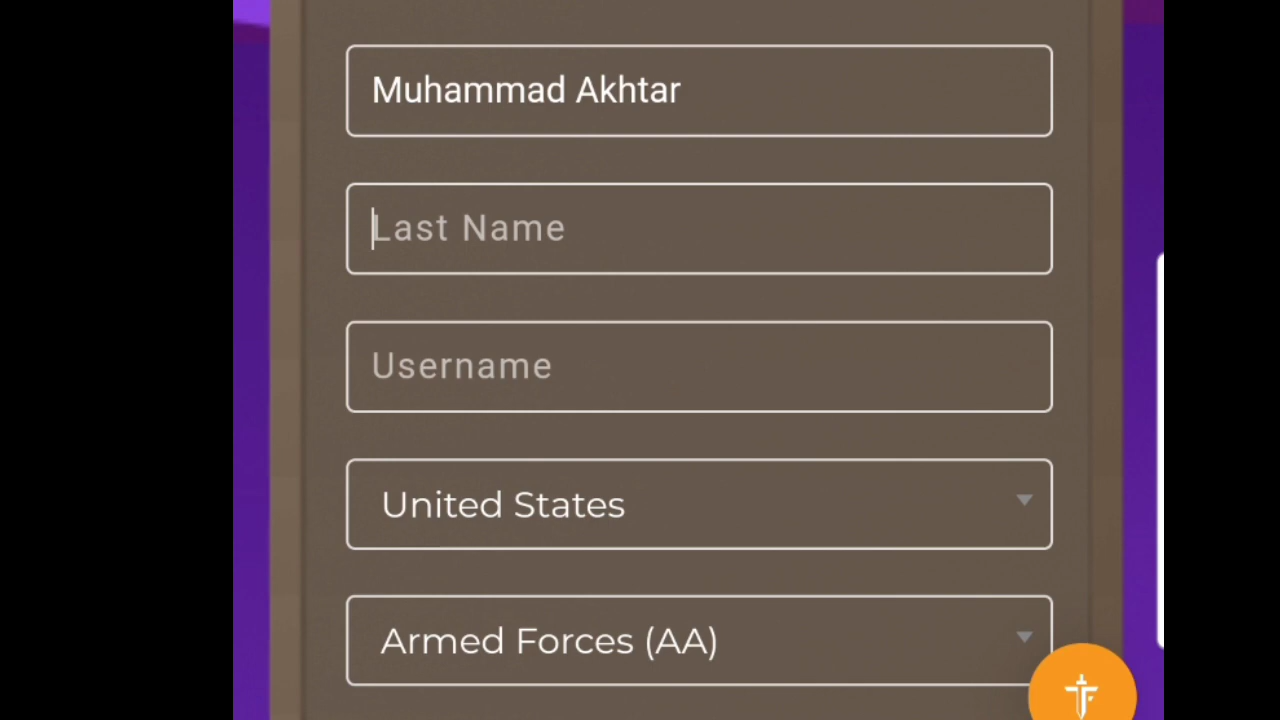 Muhammad Akhtar
Last Name
Username
United States
Armed Forces (AA)